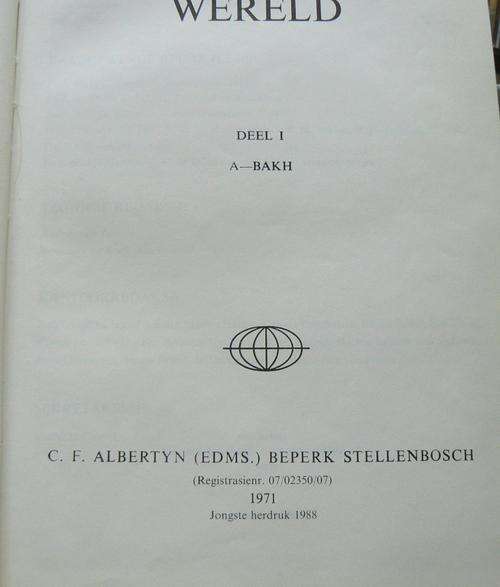 WERELD
DEEL I
A—BAKH
C. F. ALBERTYN (EDMS.) BEPERK STELLENBOSCH
(Registrasienr. 07/02350/07)
1971
Jongste herdruk 1988